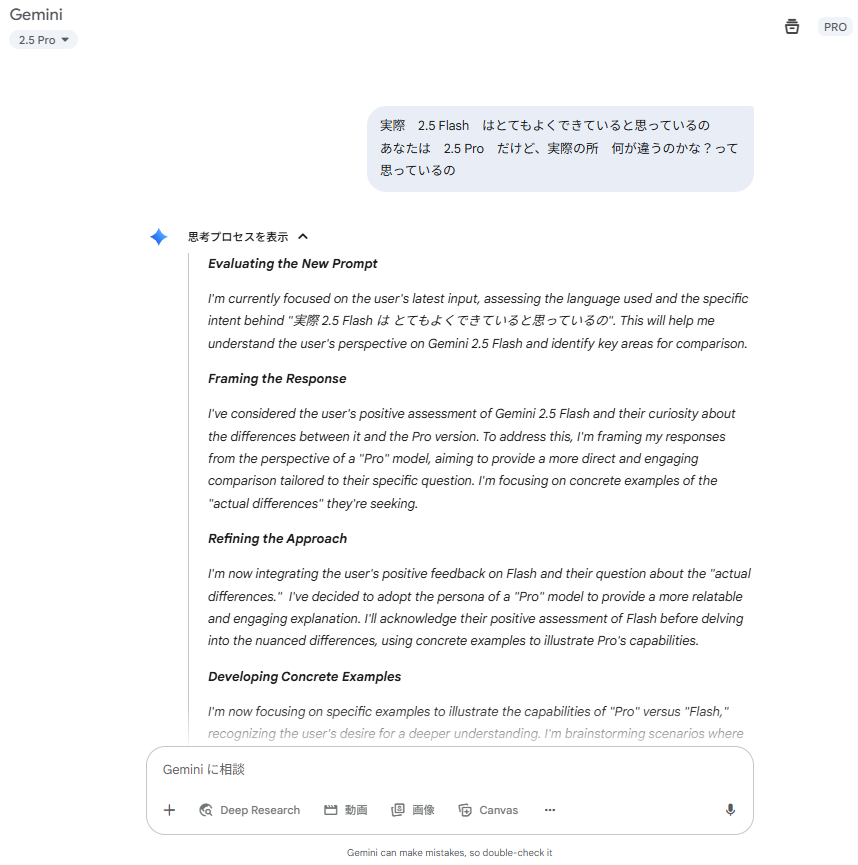 Gemini
2.5 Pro
PRO
実際　2.5 Flash　はとてもよくできていると思っているの
あなたは　2.5 Pro　だけど、実際の所　何が違うのかな？って
思っているの
思考プロセスを表示
Evaluating the New Prompt
I'm currently focused on the user's latest input, assessing the language used and the specific
intent behind "実際 2.5 Flash は とてもよくできていると思っているの". This will help me
understand the user's perspective on Gemini 2.5 Flash and identify key areas for comparison.
Framing the Response
I've considered the user's positive assessment of Gemini 2.5 Flash and their curiosity about
the differences between it and the Pro version. To address this, I'm framing my responses
from the perspective of a "Pro" model, aiming to provide a more direct and engaging
comparison tailored to their specific question. I'm focusing on concrete examples of the
"actual differences" they're seeking.
Refining the Approach
I'm now integrating the user's positive feedback on Flash and their question about the "actual
differences."  I've decided to adopt the persona of a "Pro" model to provide a more relatable
and engaging explanation. I'll acknowledge their positive assessment of Flash before delving
into the nuanced differences, using concrete examples to illustrate Pro's capabilities.
Developing Concrete Examples
I'm now focusing on specific examples to illustrate the capabilities of "Pro" versus "Flash,"
recognizing the user's desire for a deeper understanding. I'm brainstorming scenarios where
Gemini に相談
Deep Research 動画 画像 Canvas
Gemini can make mistakes, so double-check it